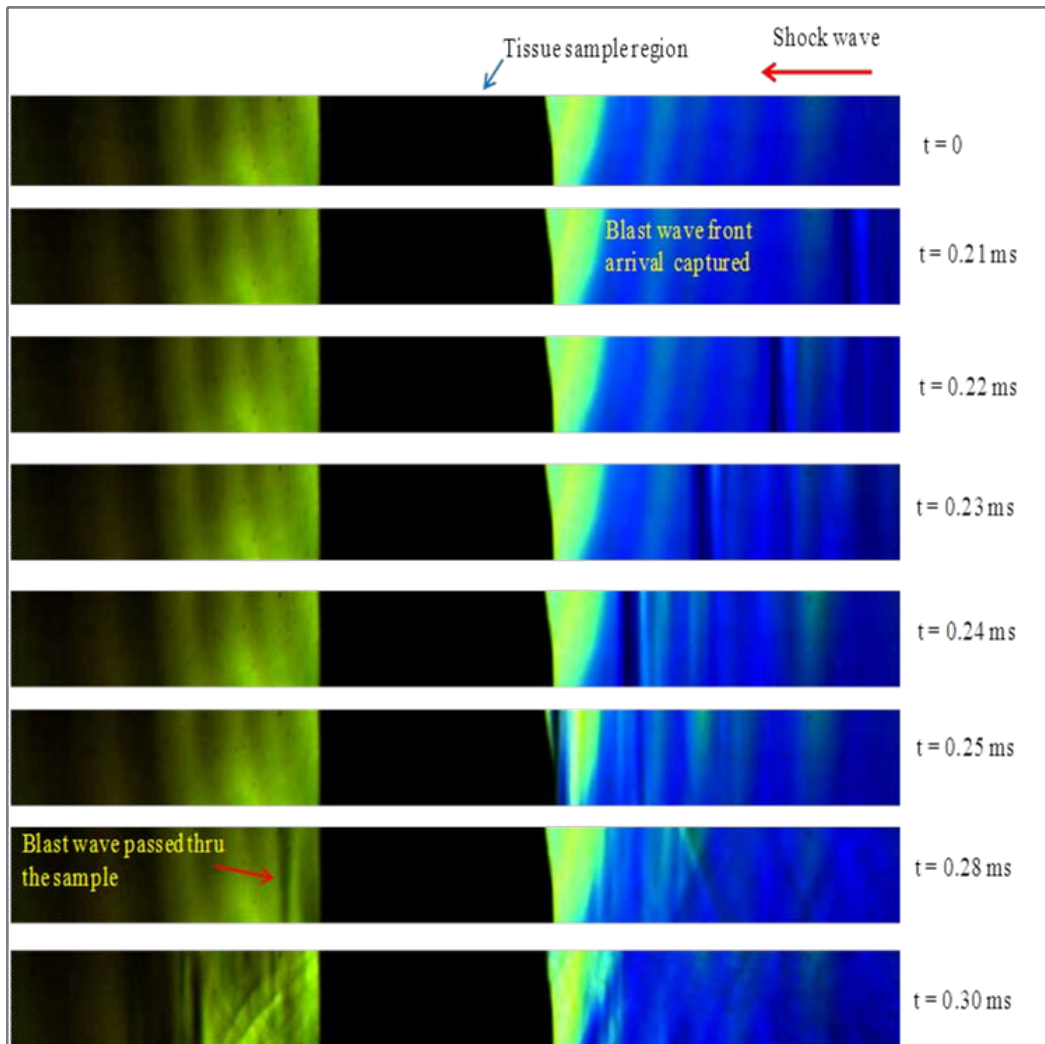 Shock wave
Tissue sample region
t = 0
Blast wave front
arrival captured
t = 0.21 ms
t = 0.22 ms
t = 0.23 ms
t = 0.24 ms
t = 0.25 ms
Blast wave passed thru
the sample
t = 0.28 ms
t = 0.30 ms